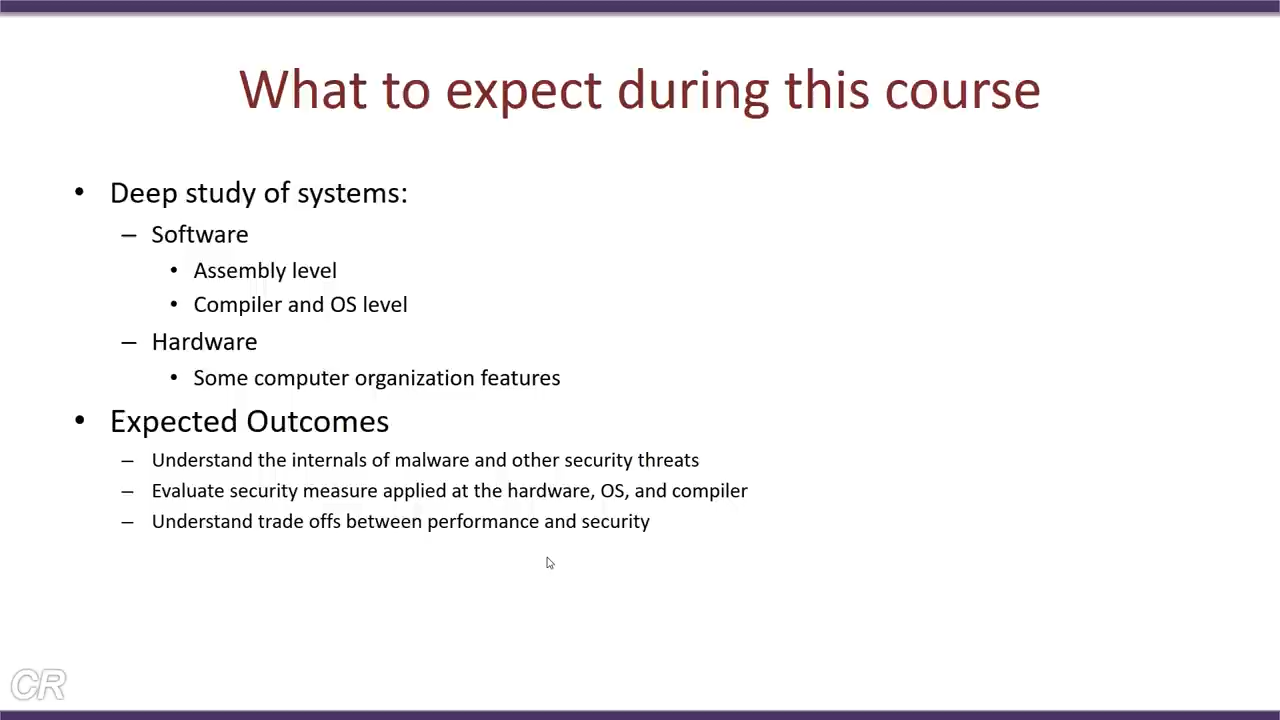 What to expect during this course
• Deep study of systems:
– Software
• Assembly level
• Compiler and OS level
– Hardware
• Some computer organization features
• Expected Outcomes
– Understand the internals of malware and other security threats
– Evaluate security measure applied at the hardware, OS, and compiler
– Understand trade offs between performance and security
CR